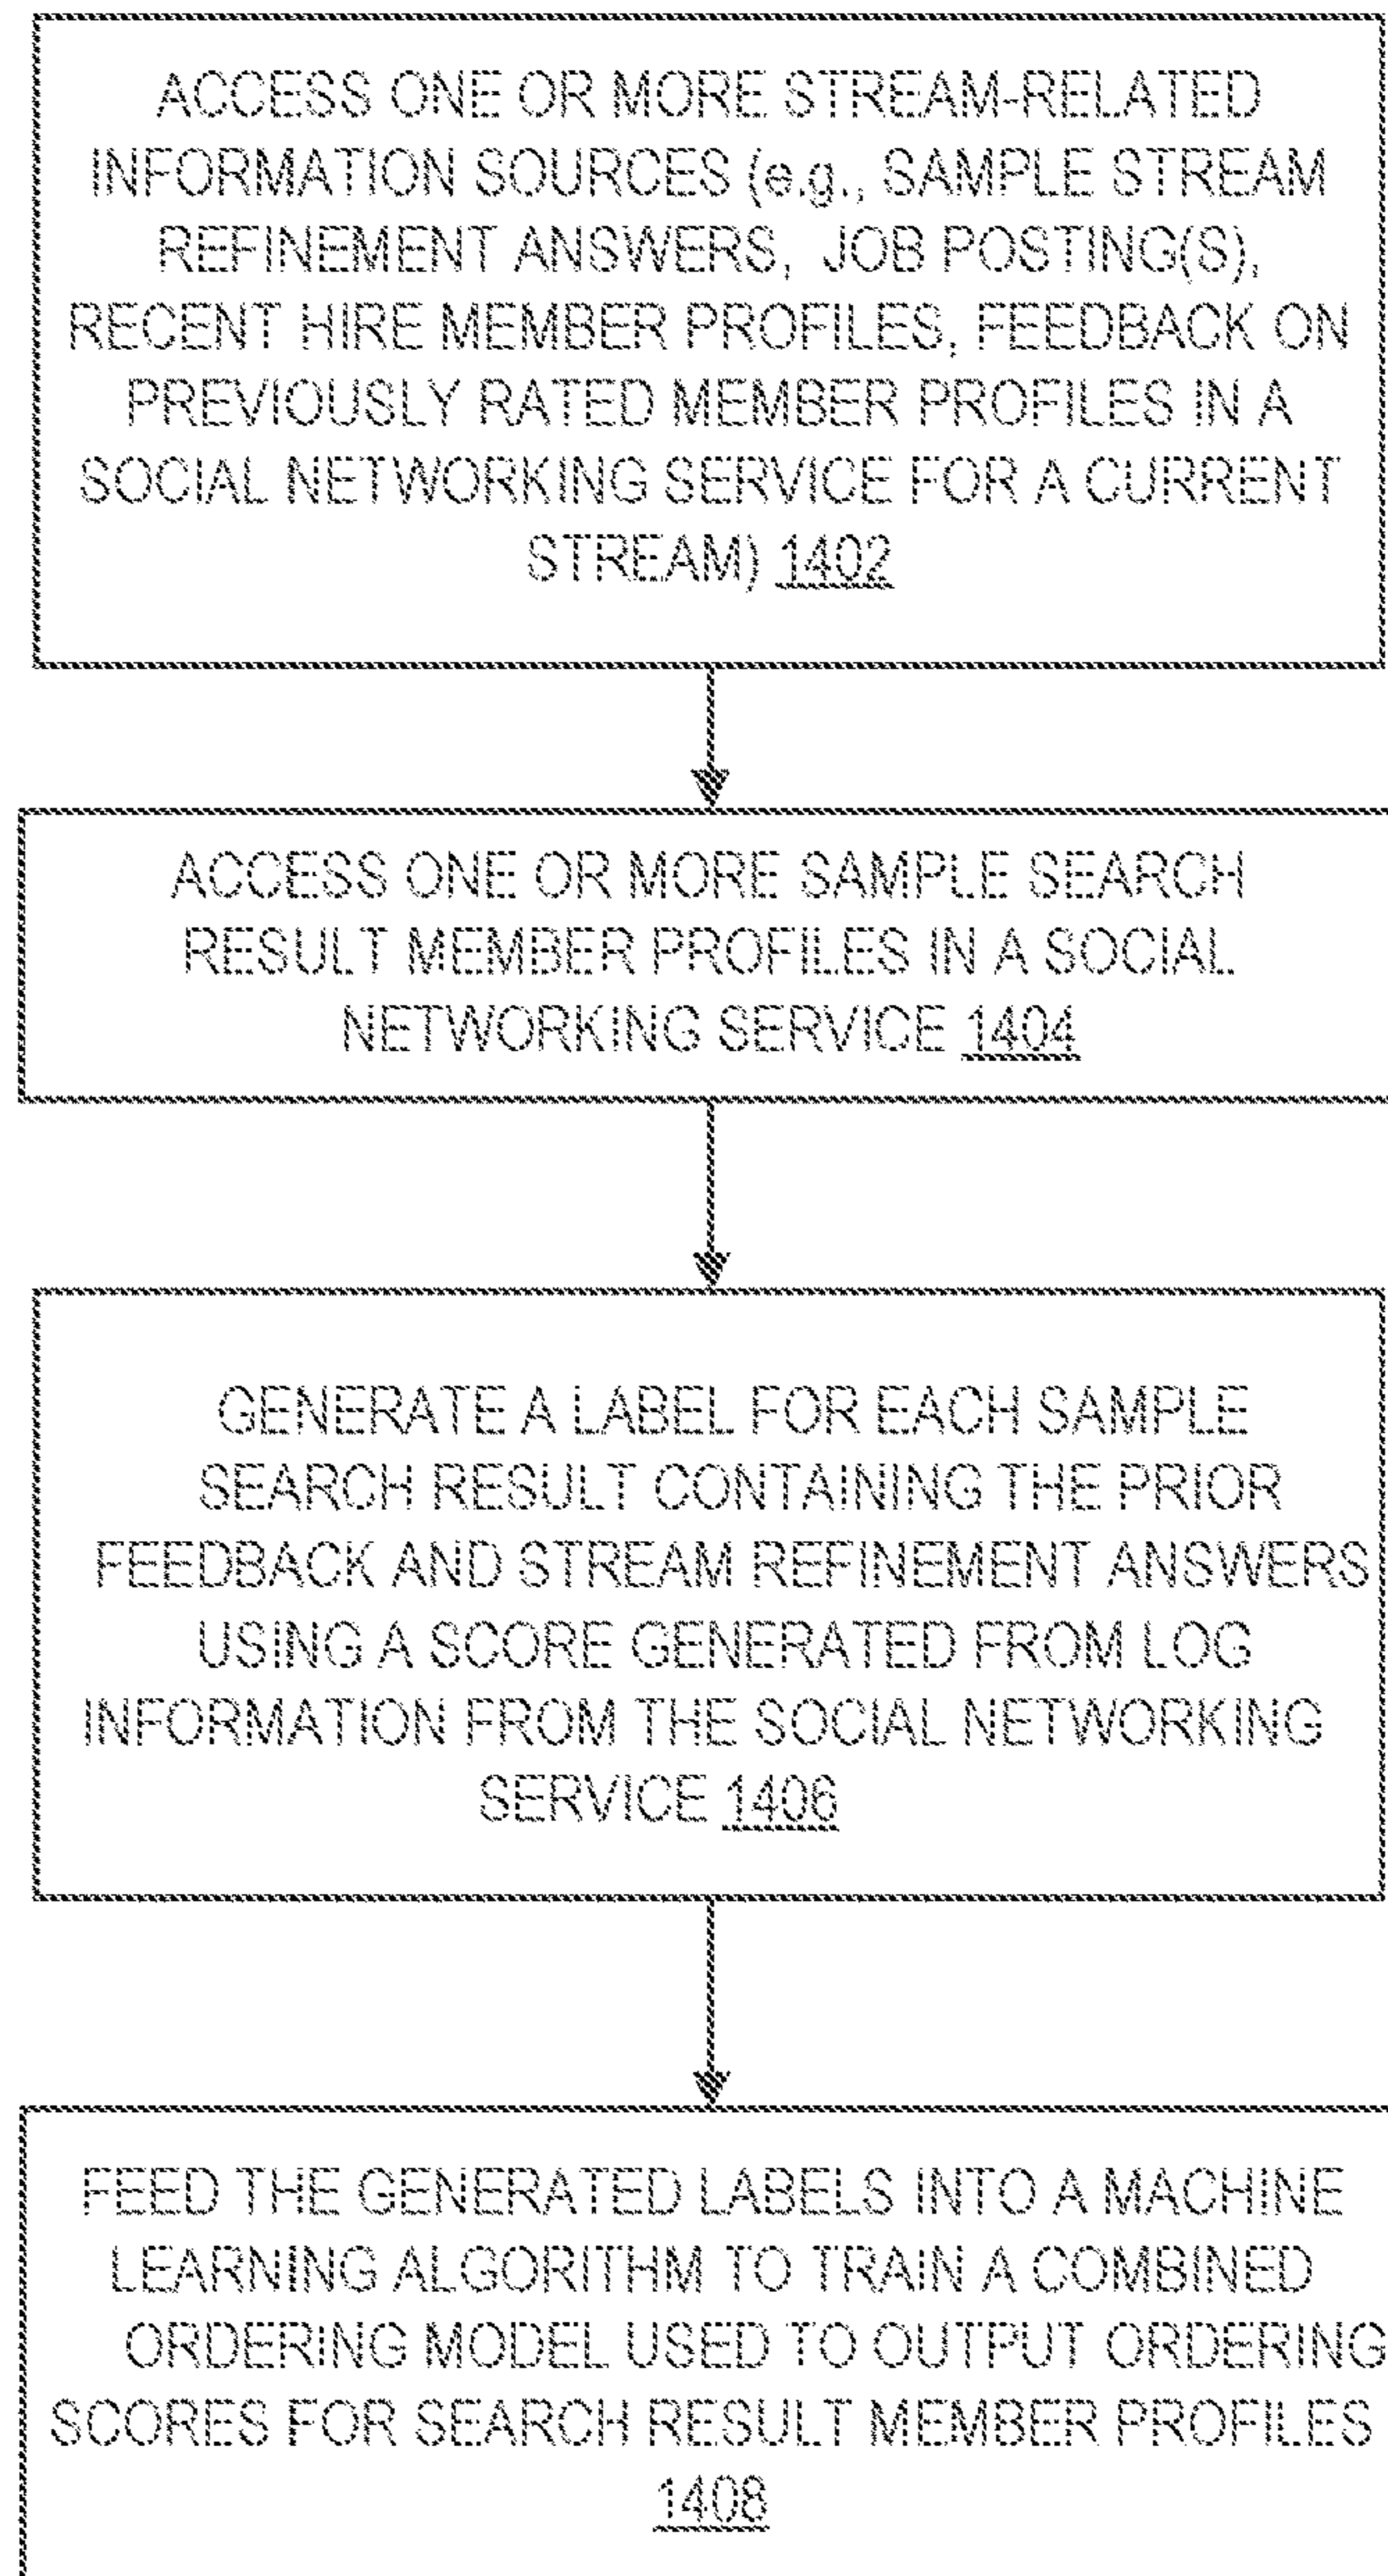 ACCESS ONE OR MORE STREAM-RELATED
INFORMATION SOURCES (e.g., SAMPLE STREAM
REFINEMENT ANSWERS, JOB POSTING(S),
RECENT HIRE MEMBER PROFILES, FEEDBACK ON
PREVIOUSLY RATED MEMBER PROFILES IN A
SOCIAL NETWORKING SERVICE FOR A CURRENT
STREAM) 1402
ACCESS ONE OR MORE SAMPLE SEARCH
RESULT MEMBER PROFILES IN A SOCIAL
NETWORKING SERVICE 1404
GENERATE A LABEL FOR EACH SAMPLE
SEARCH RESULT CONTAINING THE PRIOR
FEEDBACK AND STREAM REFINEMENT ANSWERS
USING A SCORE GENERATED FROM LOG
INFORMATION FROM THE SOCIAL NETWORKING
SERVICE 1406
FEED THE GENERATED LABELS INTO A MACHINE
LEARNING ALGORITHM TO TRAIN A COMBINED
ORDERING MODEL USED TO OUTPUT ORDERING
SCORES FOR SEARCH RESULT MEMBER PROFILES
1408